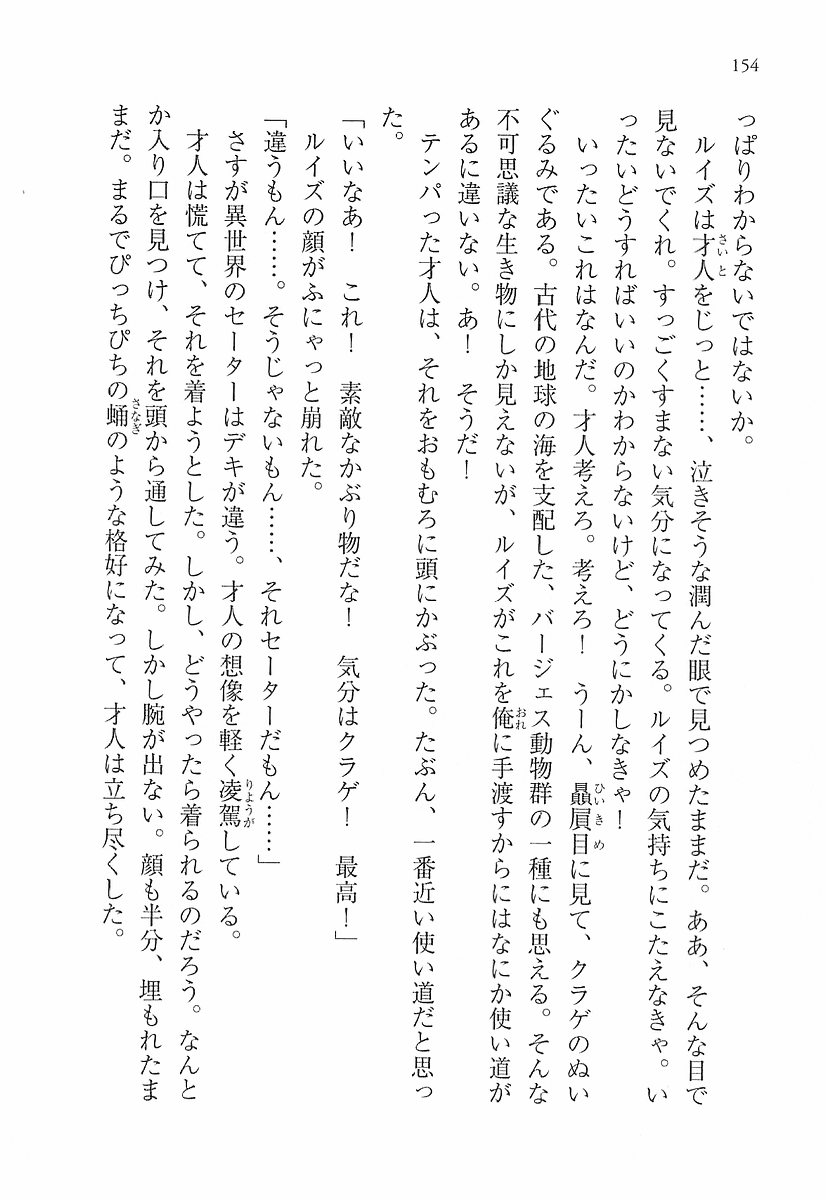 154
っぱりわからないではないか。
　ルイズは才人をじっと……、泣きそうな潤んだ眼で見つめたままだ。ああ、そんな目で
見ないでくれ。すっごくすまない気分になってくる。ルイズの気持ちにこたえなきゃ。い
ったいどうすればいいのかわからないけど、どうにかしなきゃ！
　いったいこれはなんだ。才人考えろ。考えろ！　うーん、贔屓目に見て、クラゲのぬい
ぐるみである。古代の地球の海を支配した、バージェス動物群の一種にも思える。そんな
不可思議な生き物にしか見えないが、ルイズがこれを俺に手渡すからにはなにか使い道が
あるに違いない。あ！　そうだ！
　テンパった才人は、それをおもむろに頭にかぶった。たぶん、一番近い使い道だと思っ
た。
「いいなあ！　これ！　素敵なかぶり物だな！　気分はクラゲ！　最高！」
　ルイズの顔がふにゃっと崩れた。
「違うもん……。そうじゃないもん……、それセーターだもん……」
　さすが異世界のセーターはデキが違う。才人の想像を軽く凌駕している。
　才人は慌てて、それを着ようとした。しかし、どうやったら着られるのだろう。なんと
か入り口を見つけ、それを頭から通してみた。しかし腕が出ない。顔も半分、埋もれたま
まだ。まるでぴっちぴちの蛹のような格好になって、才人は立ち尽くした。